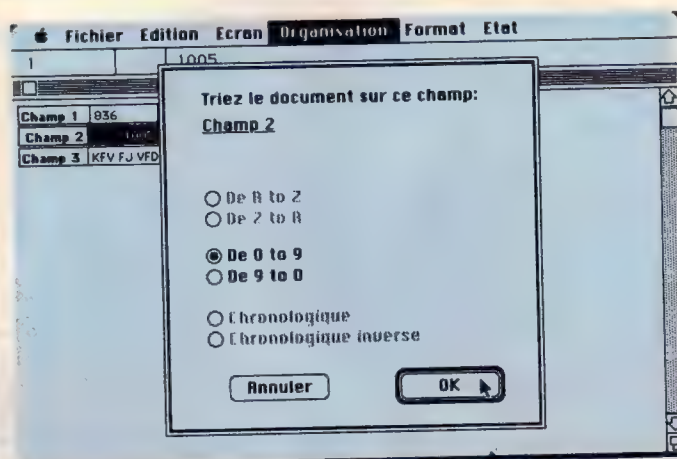 Fichier Edition Ecran Organisation Format Etat
1 1005
Triez le document sur ce champ:
Champ 2
Champ 1 836
Champ 2 1005
Champ 3 KFV FJ VFD
De A to Z
De Z to A
De 0 to 9
De 9 to 0
Chronologique
Chronologique inverse
Annuler OK